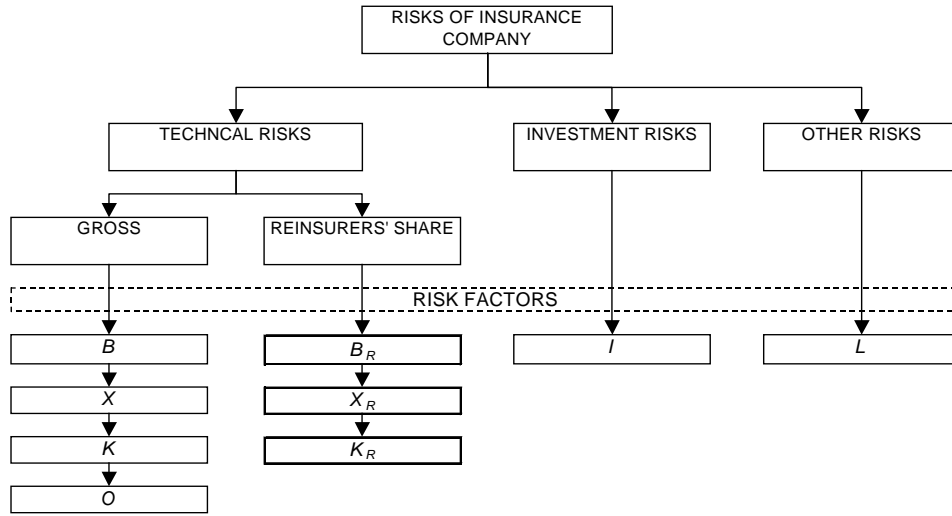 RISKS OF INSURANCE
COMPANY
TECHNCAL RISKS
INVESTMENT RISKS
OTHER RISKS
GROSS
REINSURERS' SHARE
RISK FACTORS
B
B R
I
L
X
X R
K
K R
O